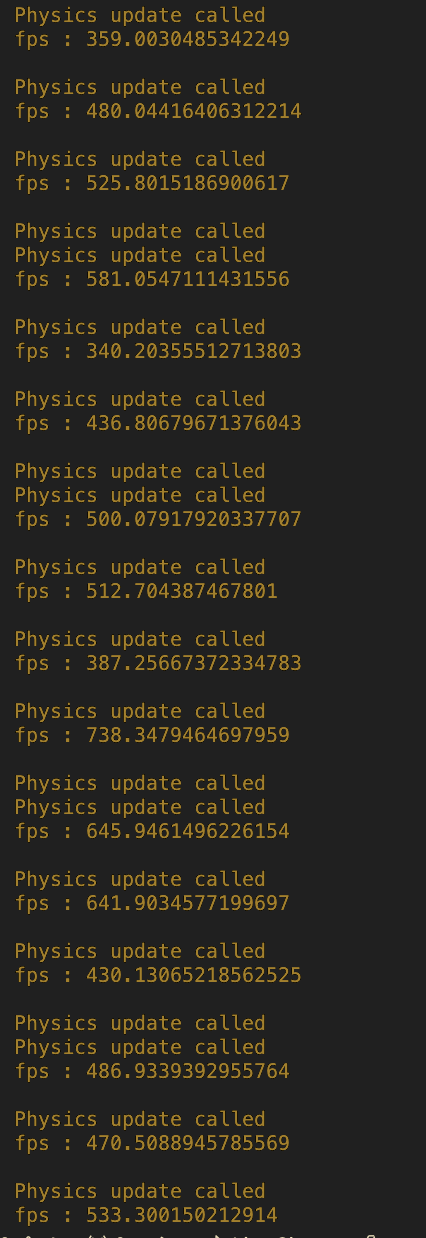 Physics update called
fps : 359.0030485342249
Physics update called
fps : 480.04416406312214
Physics update called
fps : 525.8015186900617
Physics update called
Physics update called
fps : 581.0547111431556
Physics update called
fps : 340.20355512713803
Physics update called
fps : 436.80679671376043
Physics update called
Physics update called
fps : 500.07917920337707
Physics update called
fps : 512.704387467801
Physics update called
fps : 387.25667372334783
Physics update called
fps : 738.3479464697959
Physics update called
Physics update called
fps : 645.9461496226154
Physics update called
fps : 641.9034577199697
Physics update called
fps : 430.13065218562525
Physics update called
Physics update called
fps : 486.9339392955764
Physics update called
fps : 470.5088945785569
Physics update called
fps : 533.300150212914